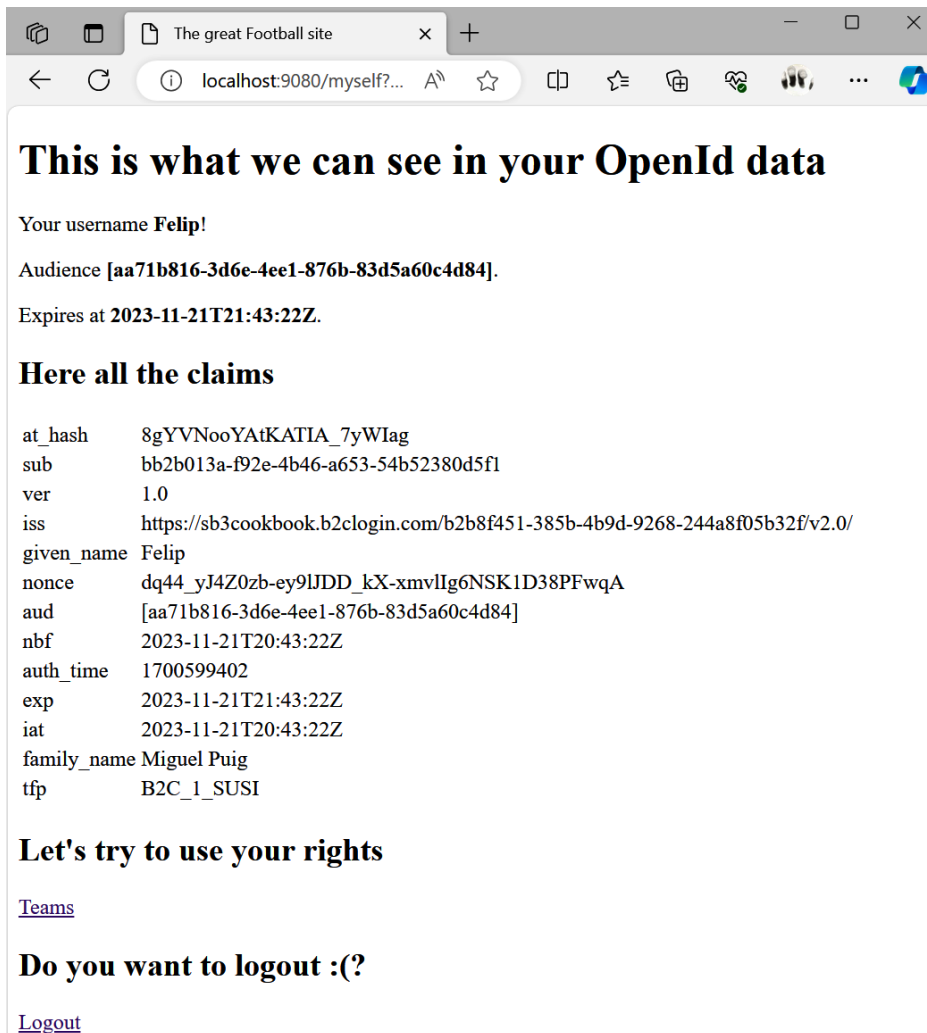 The great Football site
localhost:9080/myself?...
This is what we can see in your OpenId data
Your username Felip!
Audience [aa71b816-3d6e-4ee1-876b-83d5a60c4d84].
Expires at 2023-11-21T21:43:22Z.
Here all the claims
at_hash 8gYVNooYAtKATIA_7yWIag
sub bb2b013a-f92e-4b46-a653-54b52380d5f1
ver 1.0
iss https://sb3cookbook.b2clogin.com/b2b8f451-385b-4b9d-9268-244a8f05b32f/v2.0/
given_name Felip
nonce dq44_yJ4Z0zb-ey9lJDD_kX-xmvlIg6NSK1D38PFwqA
aud [aa71b816-3d6e-4ee1-876b-83d5a60c4d84]
nbf 2023-11-21T20:43:22Z
auth_time 1700599402
exp 2023-11-21T21:43:22Z
iat 2023-11-21T20:43:22Z
family_name Miguel Puig
tfp B2C_1_SUSI
Let's try to use your rights
Teams
Do you want to logout :(?
Logout